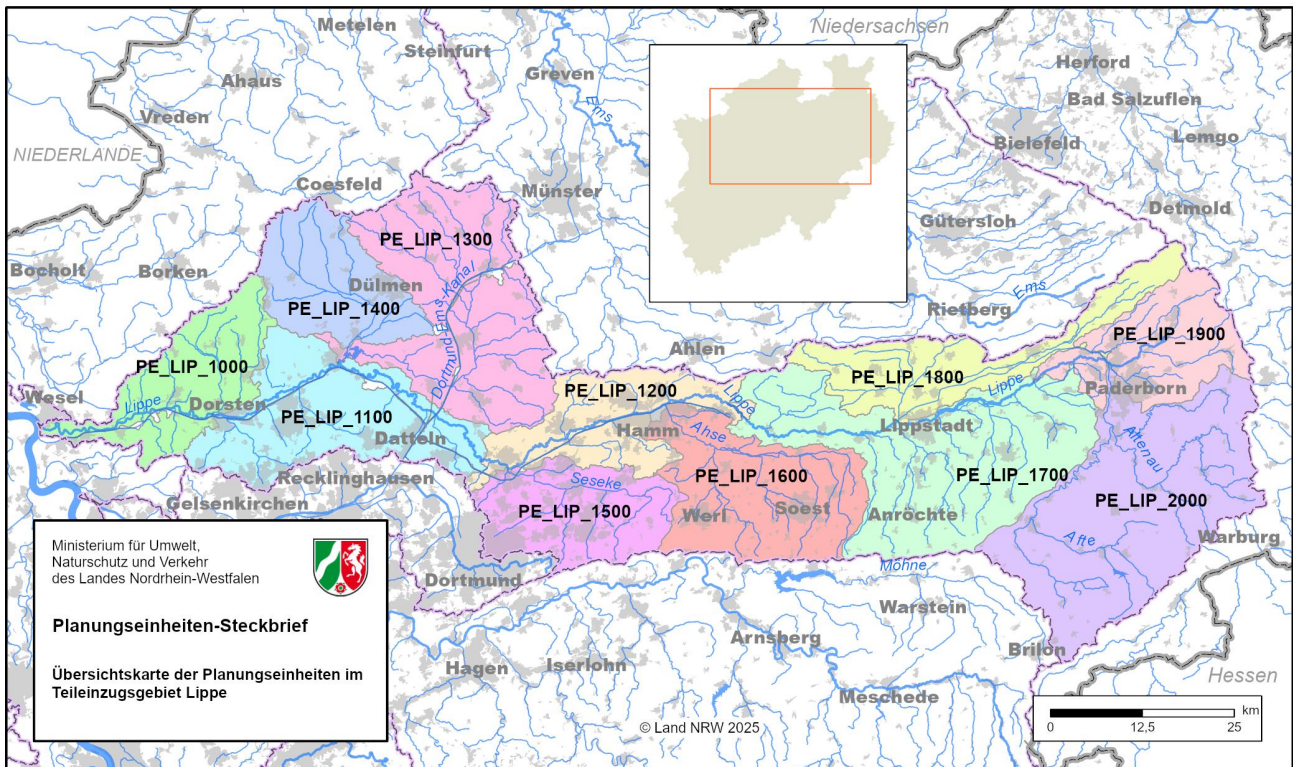 Metelen
Steinfurt
Niedersachsen
Ahaus
Greven
Herford
Bad Salzuflen
Vreden
Ems
Lemgo
Bielefeld
NIEDERLANDE
Coesfeld
Münster
Detmold
Gütersloh
PE_LIP_1300
Bocholt
Borken
Dülmen
Dortmund-Ems-Kanal
Ems
Rietberg
PE_LIP_1400
PE_LIP_1900
Ahlen
PE_LIP_1000
PE_LIP_1800
Lippe
Paderborn
Wesel
Lippe
Dorsten
PE_LIP_1200
Lippe
PE_LIP_1100
Lippstadt
Hamm
Ahse
Datteln
Altenau
Recklinghausen
PE_LIP_1600
PE_LIP_1700
Seseke
Gelsenkirchen
PE_LIP_1500
Werl
Soest
Anröchte
PE_LIP_2000
Afte
Warburg
Möhne
Dortmund
Warstein
Arnsberg
Brilon
Hagen
Iserlohn
Hessen
Meschede
Ministerium für Umwelt,
Naturschutz und Verkehr
des Landes Nordrhein-Westfalen
Planungseinheiten-Steckbrief
Übersichtskarte der Planungseinheiten im
Teileinzugsgebiet Lippe
© Land NRW 2025
km
0 12,5 25